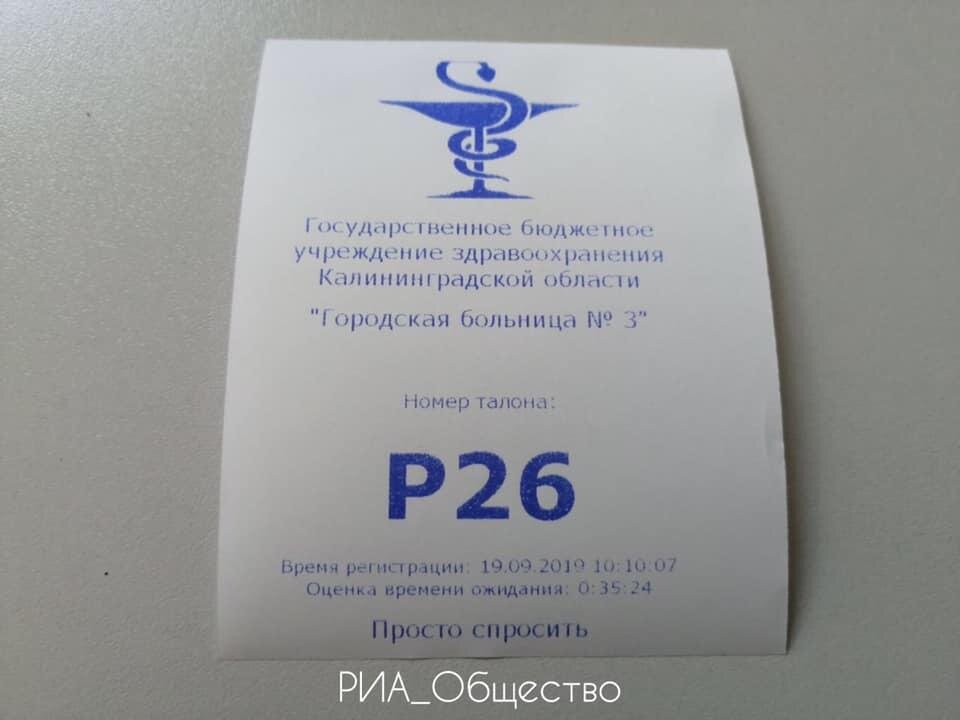 Государственное бюджетное
учреждение здравоохранения
Калининградской области
"Городская больница № 3"
Номер талона:
Р26
Время регистрации: 19.09.2019 10:10:07
Оценка времени ожидания: 0:35:24
Просто спросить
РИА_Общество